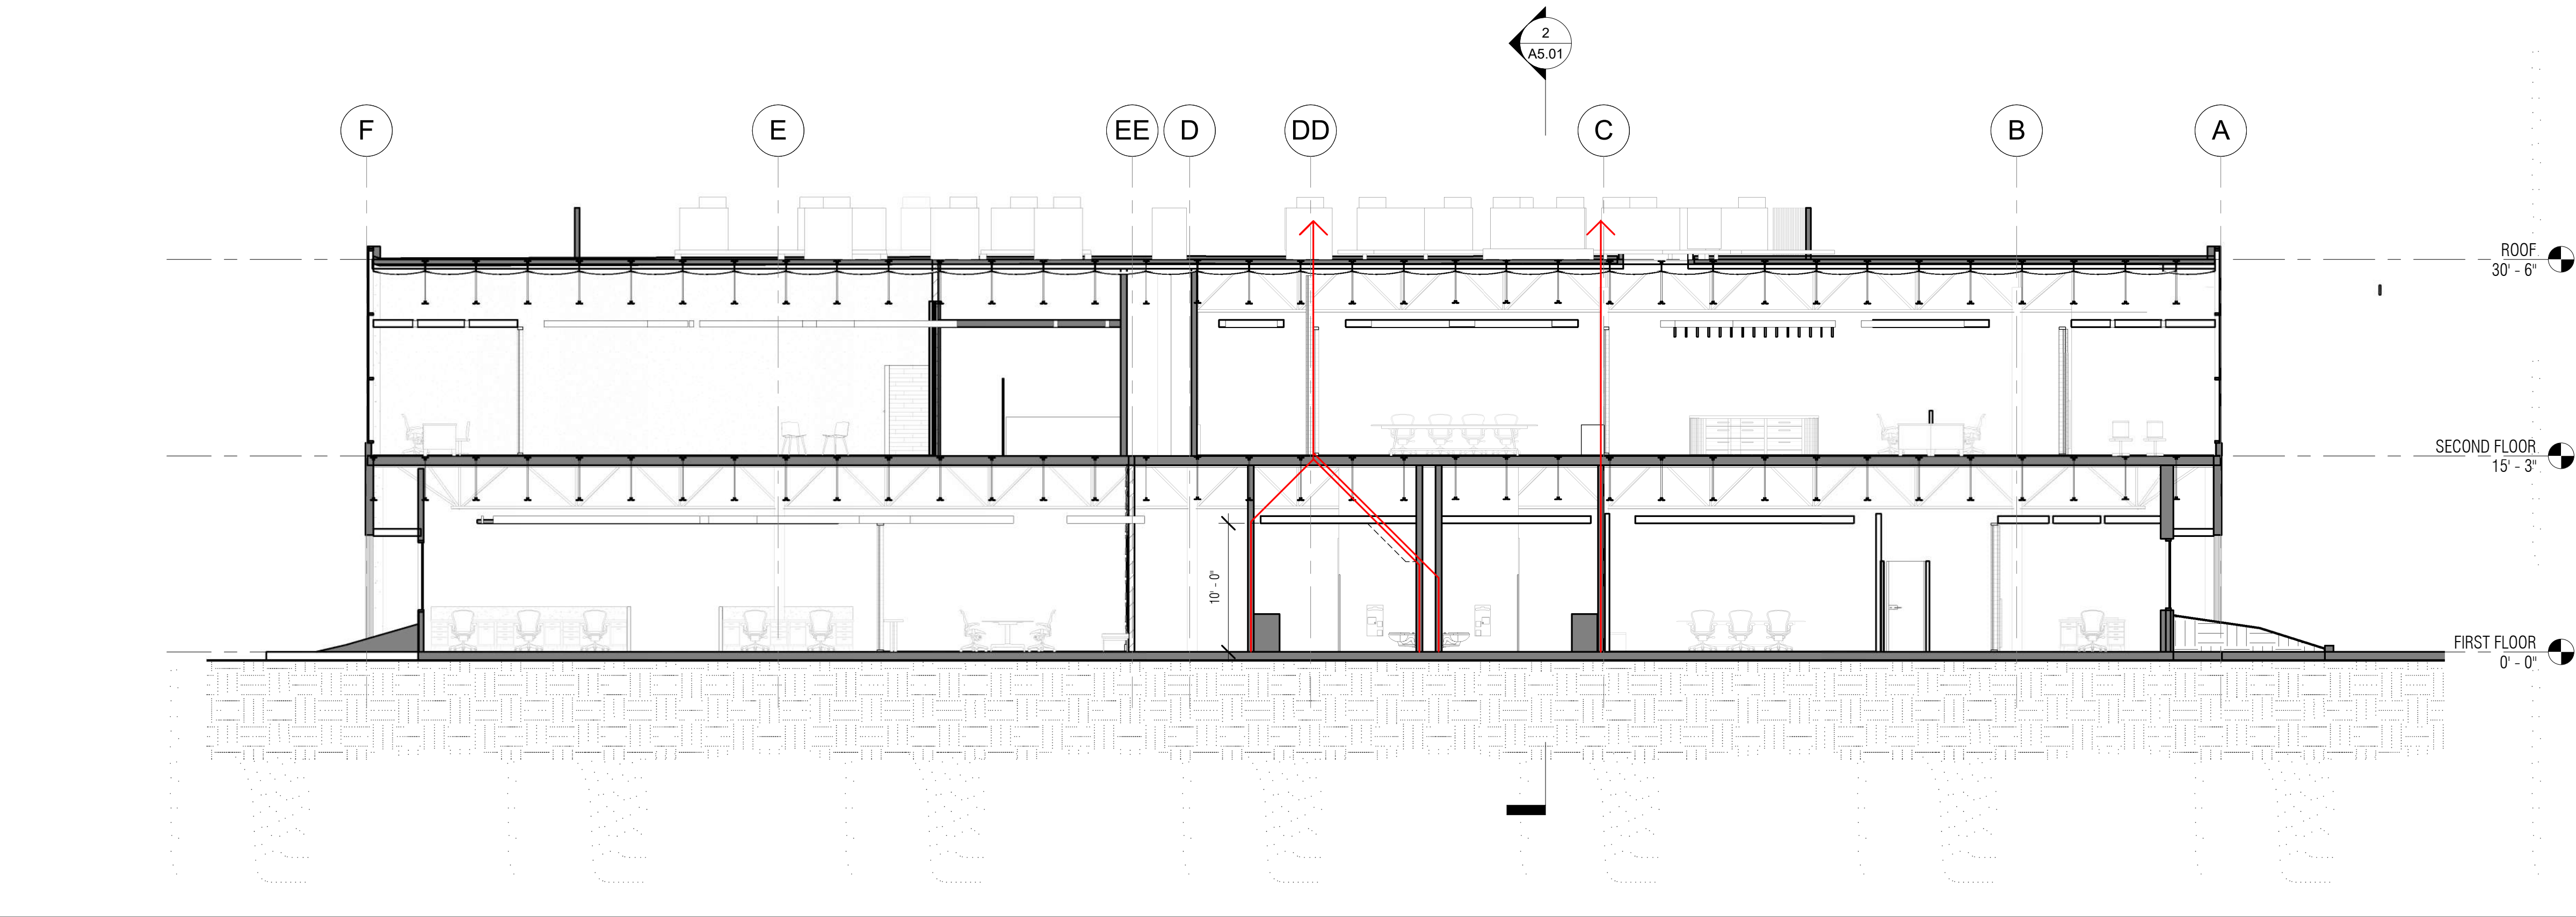 2
A5.01
F
E
EE
D
DD
C
B
A
ROOF
30' - 6"
SECOND FLOOR
15' - 3"
10' - 0"
FIRST FLOOR
0' - 0"